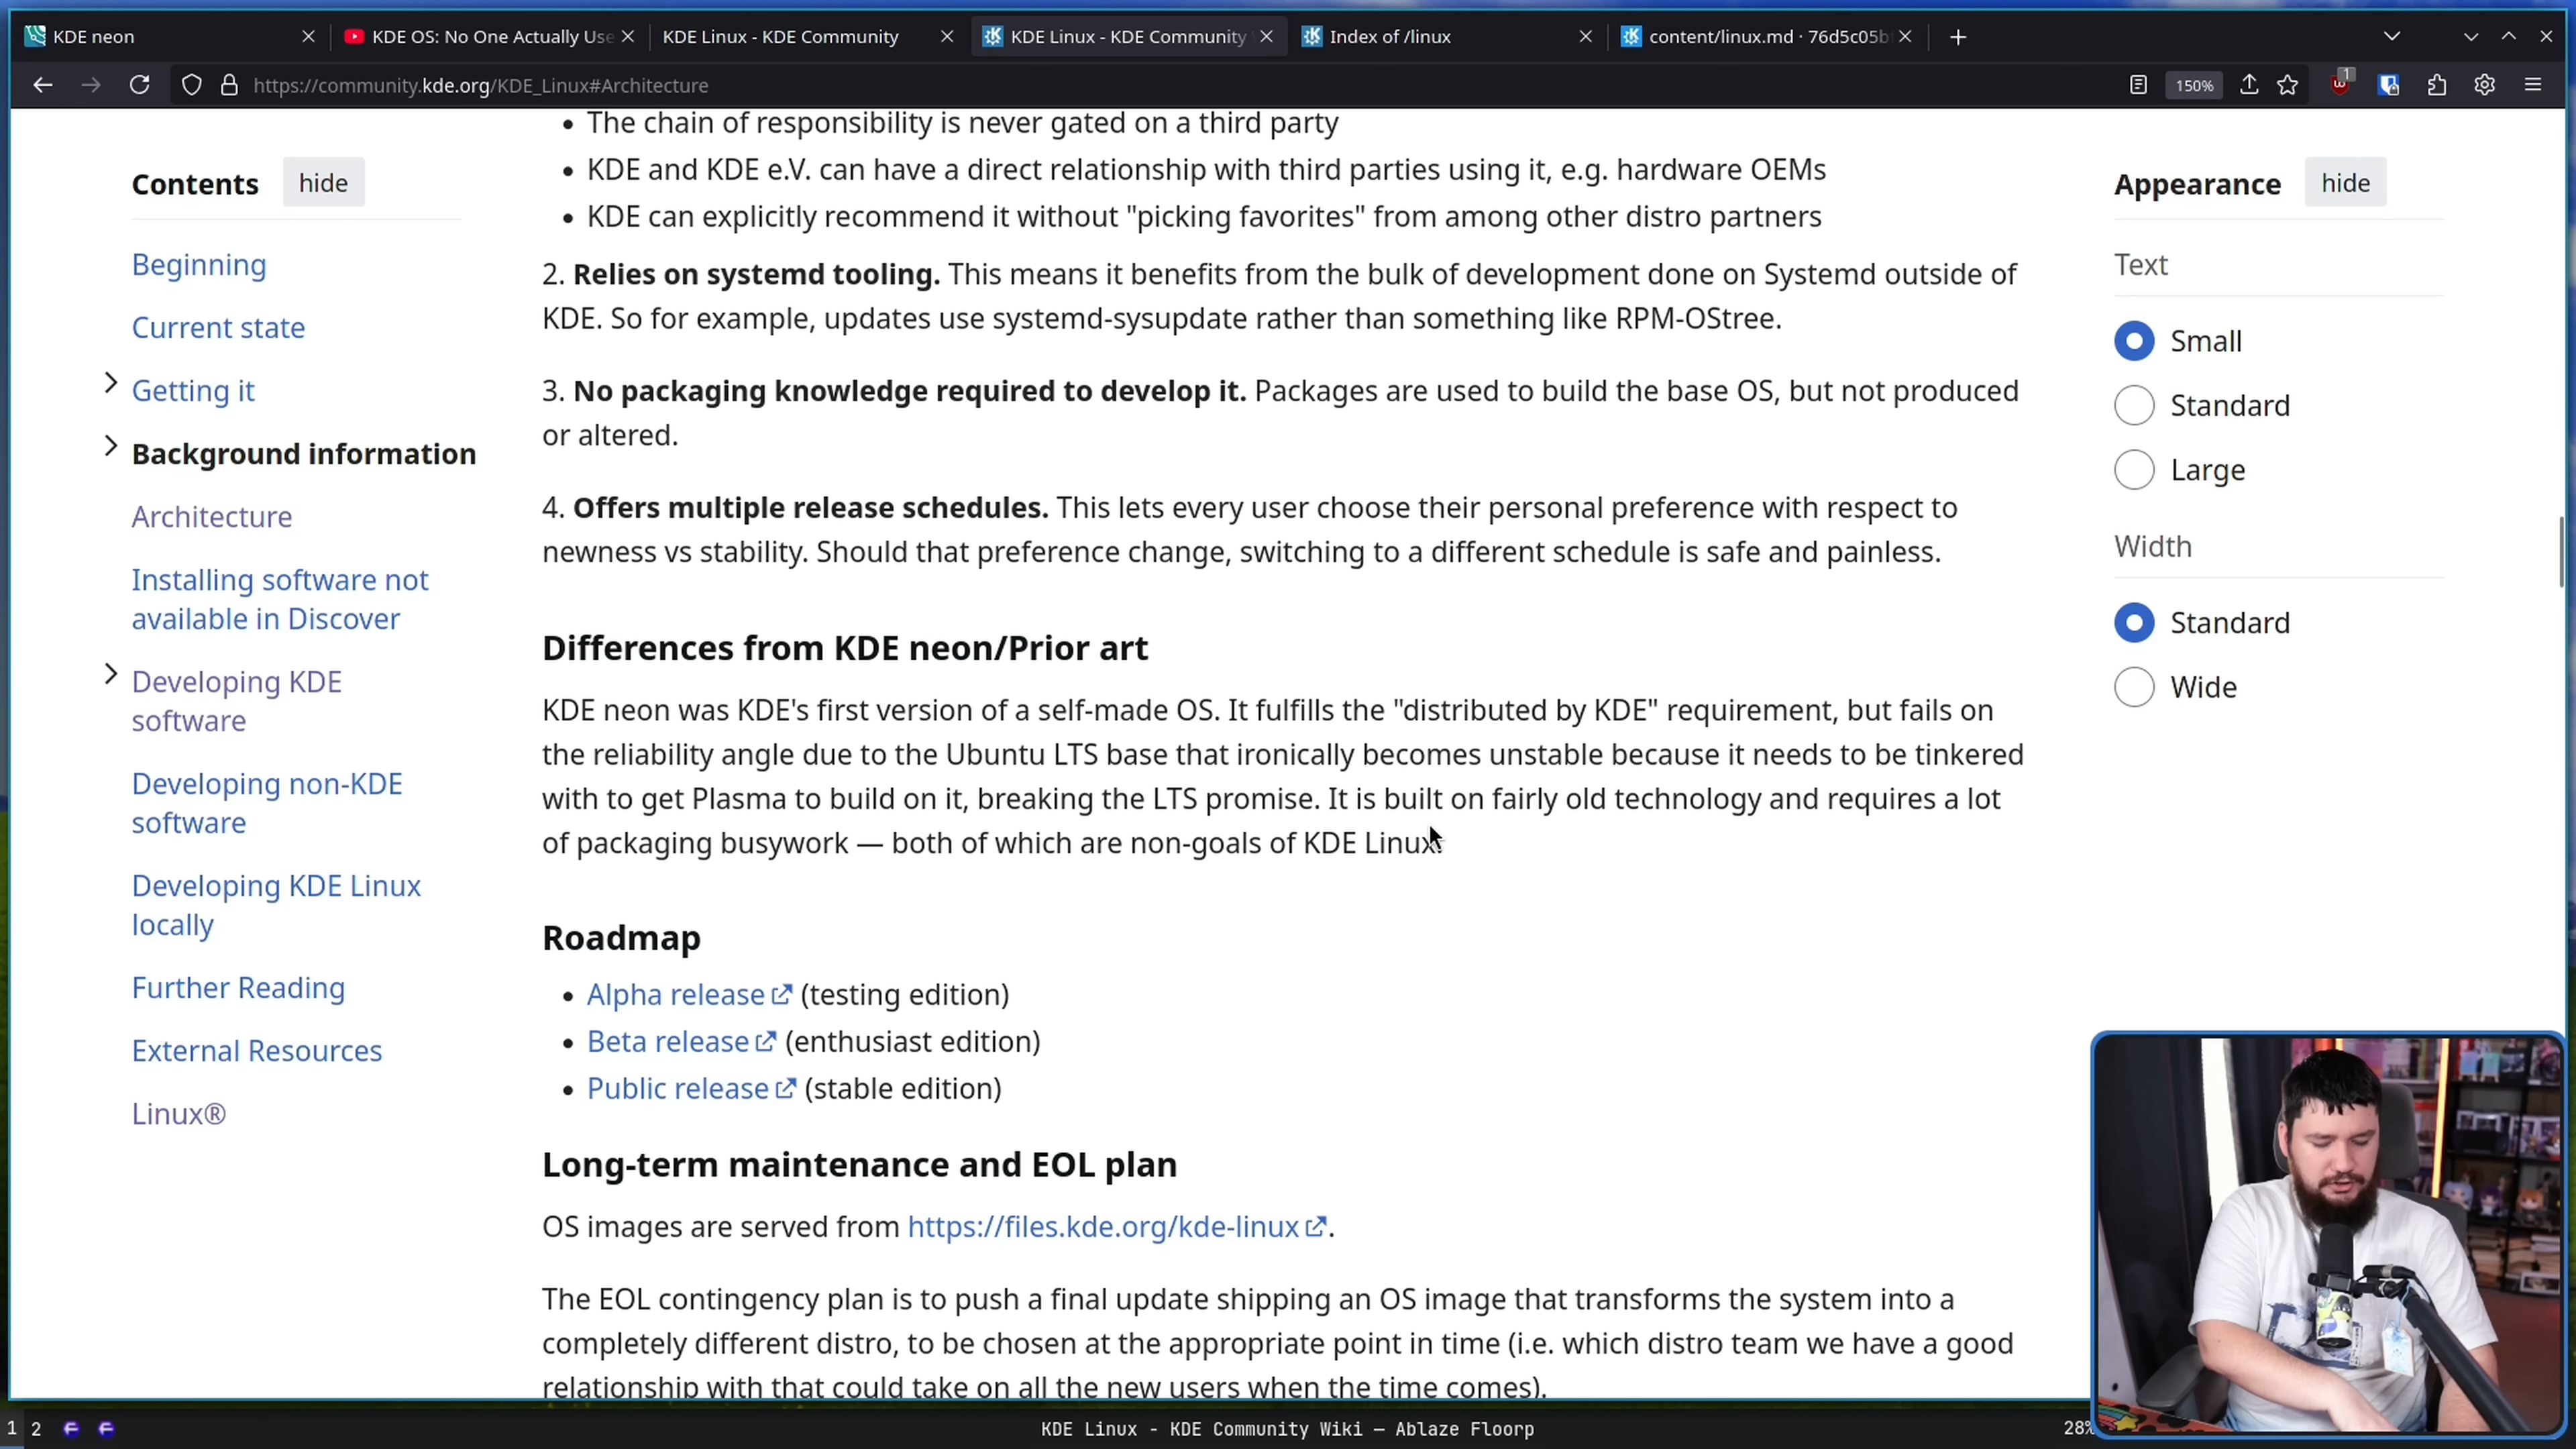 KDE neon
KDE OS: No One Actually Use
KDE Linux - KDE Community
KDE Linux - KDE Community
Index of /linux
content/linux.md · 76d5c05b
https://community.kde.org/KDE_Linux#Architecture
150%
1
Contents
hide
Beginning
Current state
Getting it
Background information
Architecture
Installing software not
available in Discover
Developing KDE
software
Developing non-KDE
software
Developing KDE Linux
locally
Further Reading
External Resources
Linux®
• The chain of responsibility is never gated on a third party
• KDE and KDE e.V. can have a direct relationship with third parties using it, e.g. hardware OEMs
• KDE can explicitly recommend it without "picking favorites" from among other distro partners
2. Relies on systemd tooling. This means it benefits from the bulk of development done on Systemd outside of
KDE. So for example, updates use systemd-sysupdate rather than something like RPM-OStree.
3. No packaging knowledge required to develop it. Packages are used to build the base OS, but not produced
or altered.
4. Offers multiple release schedules. This lets every user choose their personal preference with respect to
newness vs stability. Should that preference change, switching to a different schedule is safe and painless.
Differences from KDE neon/Prior art
KDE neon was KDE's first version of a self-made OS. It fulfills the "distributed by KDE" requirement, but fails on
the reliability angle due to the Ubuntu LTS base that ironically becomes unstable because it needs to be tinkered
with to get Plasma to build on it, breaking the LTS promise. It is built on fairly old technology and requires a lot
of packaging busywork — both of which are non-goals of KDE Linux.
Roadmap
• Alpha release (testing edition)
• Beta release (enthusiast edition)
• Public release (stable edition)
Long-term maintenance and EOL plan
OS images are served from https://files.kde.org/kde-linux.
The EOL contingency plan is to push a final update shipping an OS image that transforms the system into a
completely different distro, to be chosen at the appropriate point in time (i.e. which distro team we have a good
relationship with that could take on all the new users when the time comes).
Appearance
hide
Text
Small
Standard
Large
Width
Standard
Wide
1 2
KDE Linux - KDE Community Wiki — Ablaze Floorp
28%